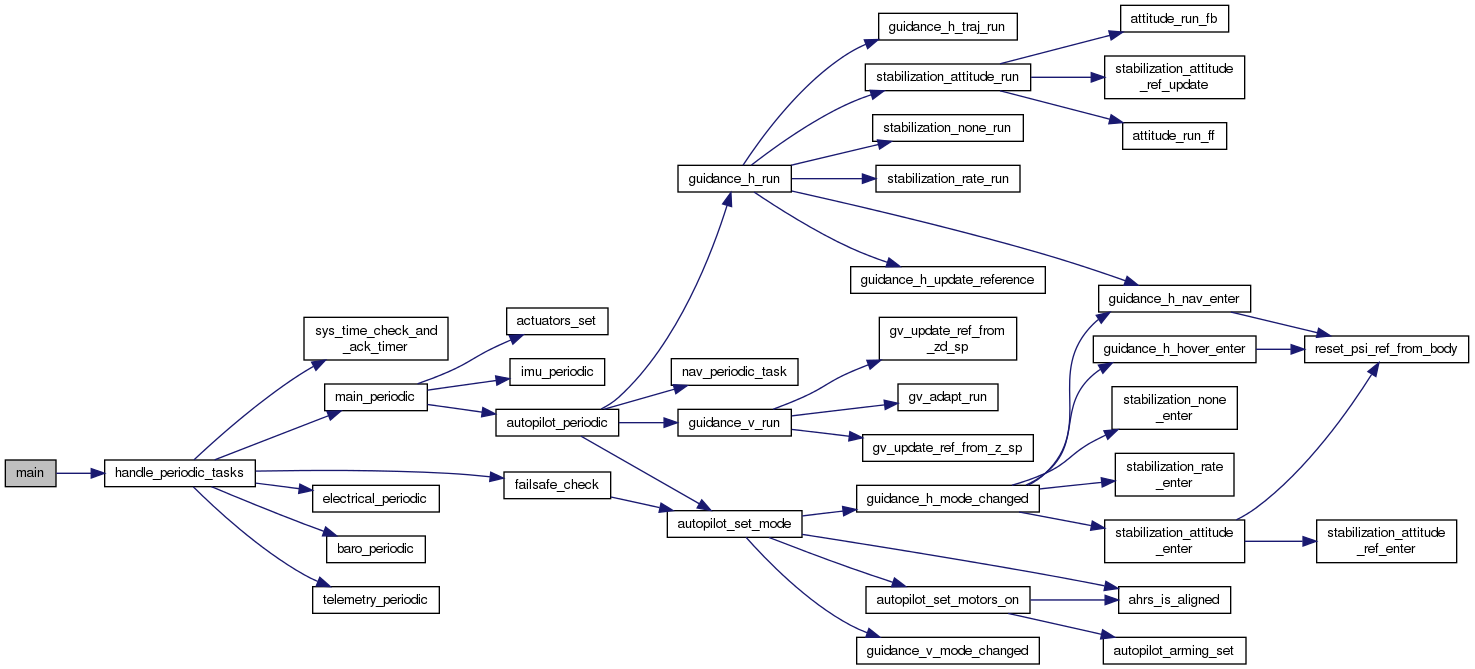 main
handle_periodic_tasks
sys_time_check_and
_ack_timer
main_periodic
failsafe_check
electrical_periodic
baro_periodic
telemetry_periodic
actuators_set
imu_periodic
autopilot_periodic
guidance_h_run
nav_periodic_task
guidance_v_run
autopilot_set_mode
guidance_h_traj_run
stabilization_attitude_run
stabilization_none_run
stabilization_rate_run
guidance_h_update_reference
gv_update_ref_from
_zd_sp
gv_adapt_run
gv_update_ref_from_z_sp
guidance_h_mode_changed
autopilot_set_motors_on
guidance_v_mode_changed
attitude_run_fb
stabilization_attitude
_ref_update
attitude_run_ff
guidance_h_nav_enter
guidance_h_hover_enter
stabilization_none
_enter
stabilization_rate
_enter
stabilization_attitude
_enter
ahrs_is_aligned
autopilot_arming_set
reset_psi_ref_from_body
stabilization_attitude
_ref_enter